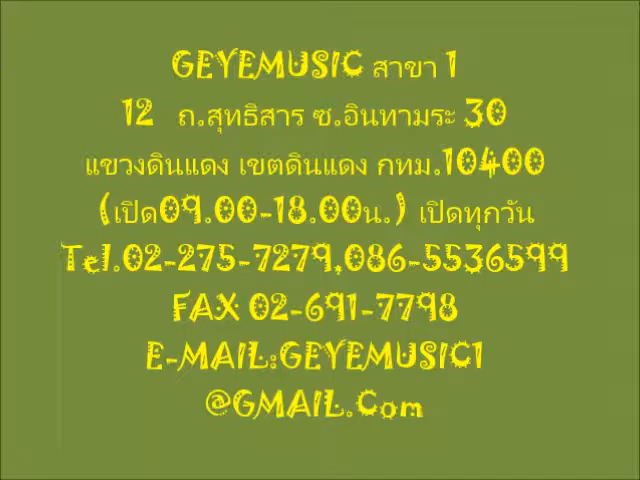 GEYEMUSIC สาขา 1
12 ถ.สุทธิสาร ซ.อินทามระ 30
แขวงดินแดง เขตดินแดง กทม.10400
(เปิด09.00-18.00น.) เปิดทุกวัน
Tel.02-275-7279,086-5536599
FAX 02-691-7798
E-MAIL:GEYEMUSIC1
@GMAIL.Com